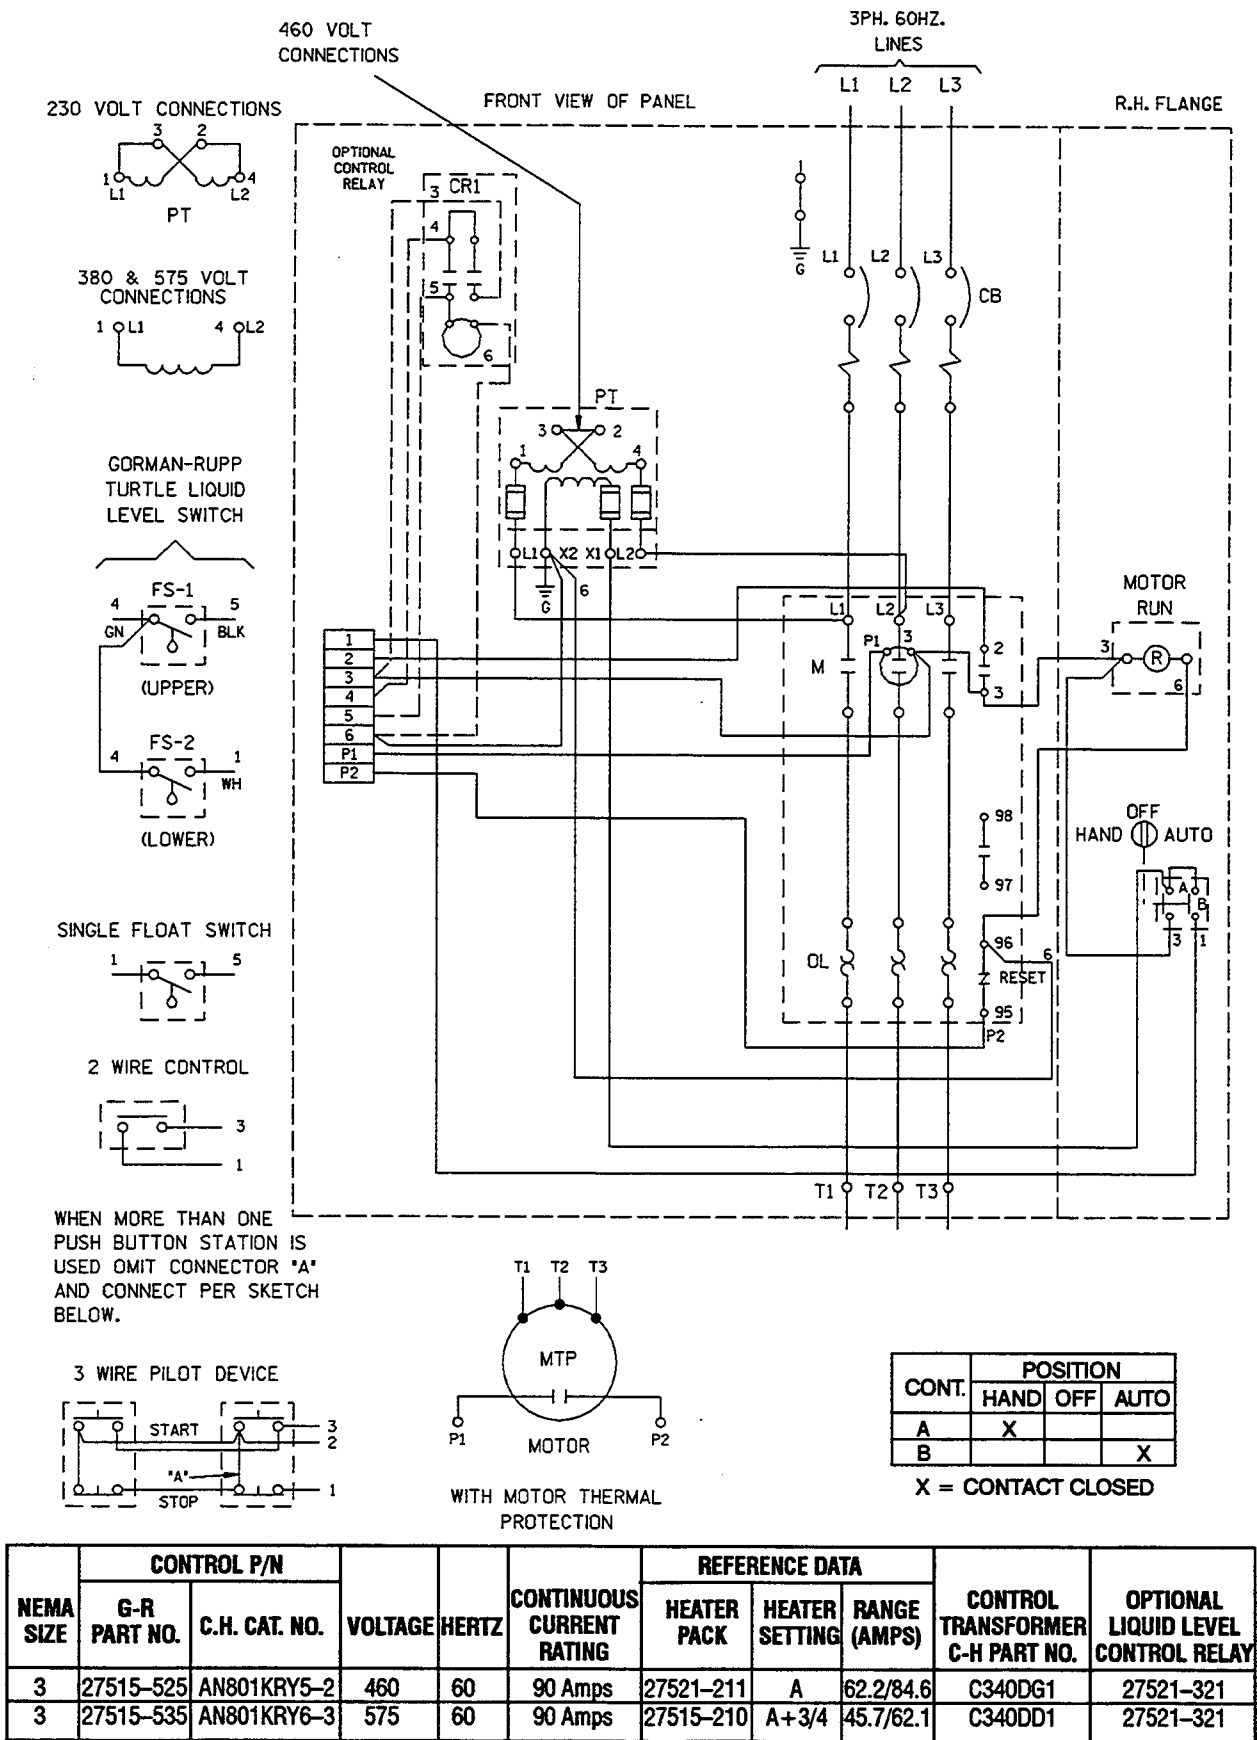 460 VOLT
CONNECTIONS
3PH. 60HZ.
LINES
L1 L2 L3
230 VOLT CONNECTIONS
FRONT VIEW OF PANEL
R.H. FLANGE
3 2
1 4
L1 L2
PT
OPTIONAL
CONTROL
RELAY
CR1
3
4
5
6
1
G
L1 L2 L3
CB
380 & 575 VOLT
CONNECTIONS
1 L1 4 L2
PT
3 2
1 4
L1 X2 X1 L2
G
6
GORMAN-RUPP
TURTLE LIQUID
LEVEL SWITCH
FS-1
4 5
GN BLK
(UPPER)
FS-2
4 1
WH
(LOWER)
1
2
3
4
5
6
P1
P2
L1 L2 L3
P1 3
M
2
3
MOTOR
RUN
3 R
6
98
97
OFF
HAND AUTO
A
B
3 1
OL
96
6
RESET
95
P2
SINGLE FLOAT SWITCH
1 5
2 WIRE CONTROL
3
1
T1 T2 T3
WHEN MORE THAN ONE
PUSH BUTTON STATION IS
USED OMIT CONNECTOR "A"
AND CONNECT PER SKETCH
BELOW.
3 WIRE PILOT DEVICE
START
3
2
"A"
STOP
1
T1 T2 T3
MTP
P1 MOTOR P2
WITH MOTOR THERMAL
PROTECTION
CONT. POSITION
HAND OFF AUTO
A X
B X
X = CONTACT CLOSED
NEMA SIZE CONTROL P/N G-R PART NO. C.H. CAT. NO. VOLTAGE HERTZ CONTINUOUS CURRENT RATING REFERENCE DATA HEATER PACK HEATER SETTING RANGE (AMPS) CONTROL TRANSFORMER C-H PART NO. OPTIONAL LIQUID LEVEL CONTROL RELAY
3 27515-525 AN801KRY5-2 460 60 90 Amps 27521-211 A 62.2/84.6 C340DG1 27521-321
3 27515-535 AN801KRY6-3 575 60 90 Amps 27515-210 A+3/4 45.7/62.1 C340DD1 27521-321